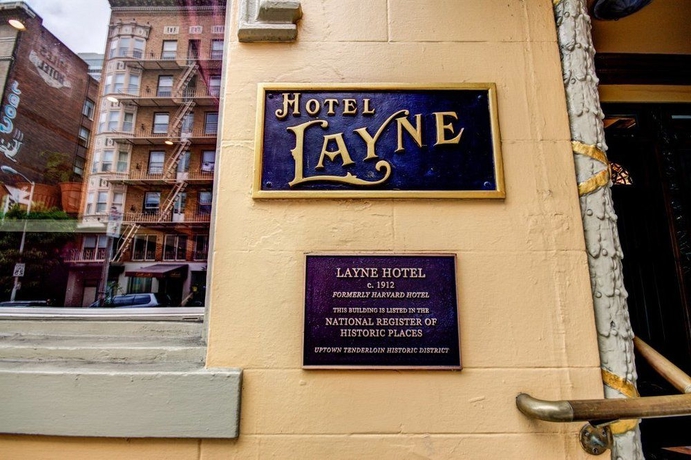 HOTEL
LAYNE
LAYNE HOTEL
c. 1912
FORMERLY HARVARD HOTEL
THIS BUILDING IS LISTED IN THE
NATIONAL REGISTER OF
HISTORIC PLACES
UPTOWN TENDERLOIN HISTORIC DISTRICT